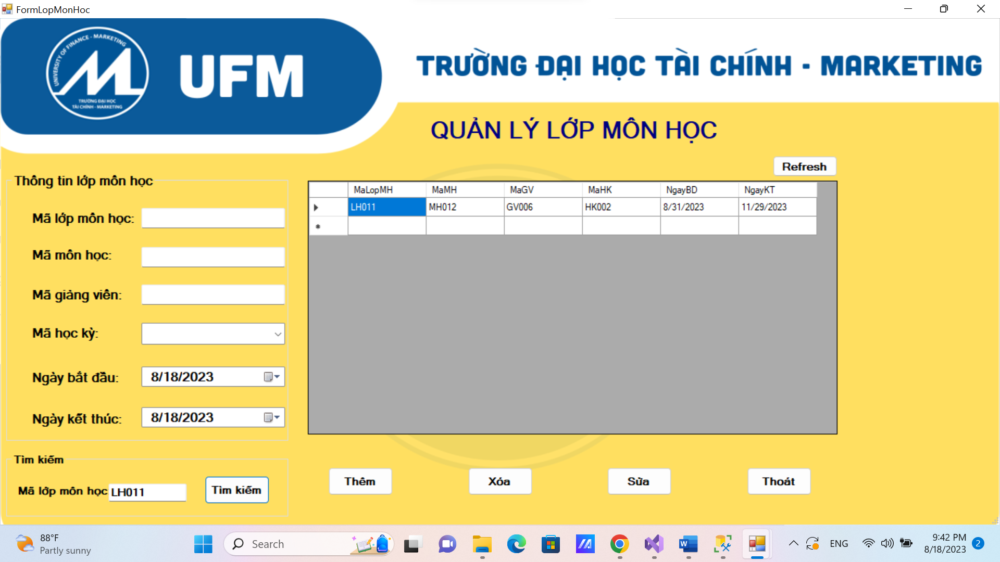 FormLopMonHoc
UNIVERSITY OF FINANCE - MARKETING
TRƯỜNG ĐẠI HỌC
TÀI CHÍNH - MARKETING
UFM
TRƯỜNG ĐẠI HỌC TÀI CHÍNH - MARKETING
QUẢN LÝ LỚP MÔN HỌC
Refresh
Thông tin lớp môn học
Mã lớp môn học:
Mã môn học:
Mã giảng viên:
Mã học kỳ:
Ngày bắt đầu: 8/18/2023
Ngày kết thúc: 8/18/2023
MaLopMH MaMH MaGV MaHK NgayBD NgayKT
LH011 MH012 GV006 HK002 8/31/2023 11/29/2023
Tìm kiếm
Mã lớp môn học LH011 Tìm kiếm
Thêm Xóa Sửa Thoát
88°F
Partly sunny
Search
ENG
9:42 PM
8/18/2023
2